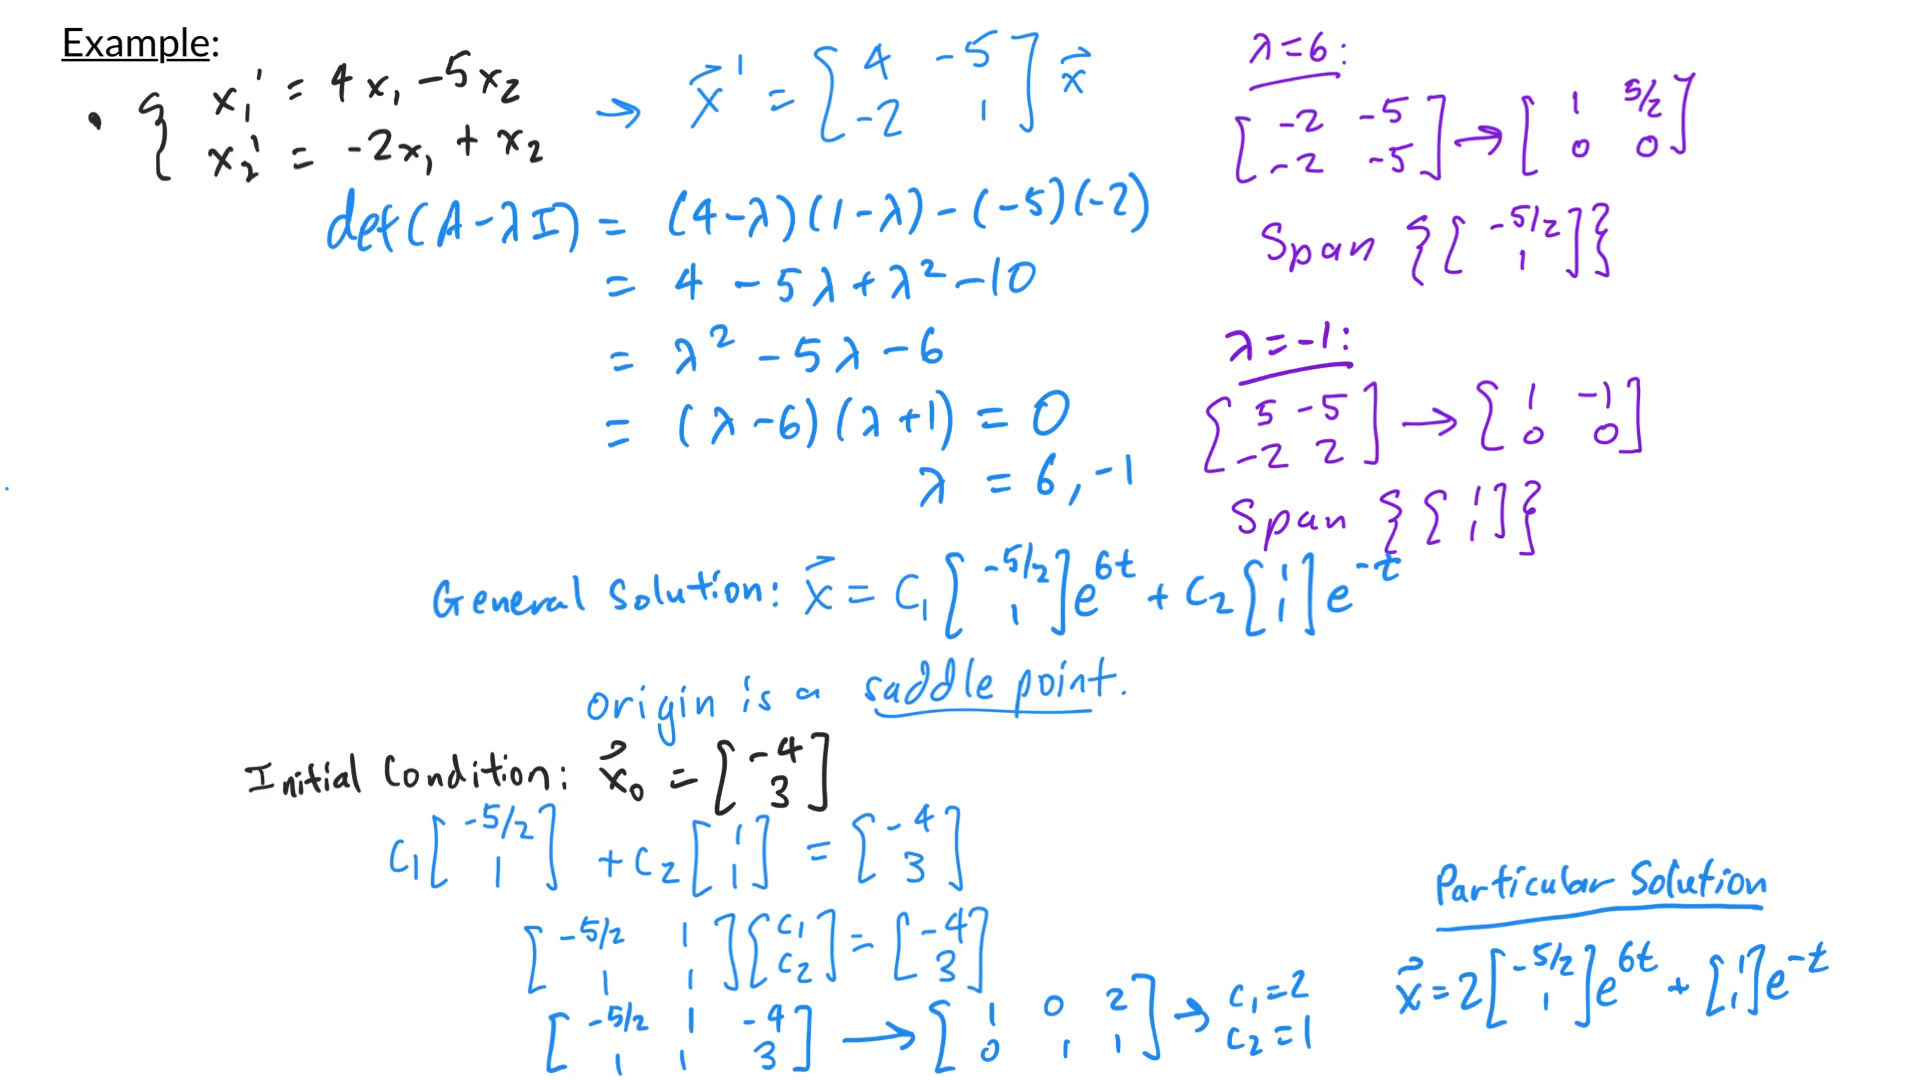 Example:
• { x₁' = 4x₁ - 5x₂
x₂' = -2x₁ + x₂
→ x⃗' = [4 -5; -2 1] x⃗
det(A-λI) = (4-λ)(1-λ) - (-5)(-2)
= 4 - 5λ + λ² - 10
= λ² - 5λ - 6
= (λ-6)(λ+1) = 0
λ = 6, -1
λ=6:
[-2 -5; -2 -5] → [1 5/2; 0 0]
Span {[-5/2; 1]}
λ=-1:
[5 -5; -2 2] → [1 -1; 0 0]
Span {[1; 1]}
General Solution: x⃗ = c₁[-5/2; 1]e^{6t} + c₂[1; 1]e^{-t}
origin is a saddle point.
Initial Condition: x⃗₀ = [-4; 3]
c₁[-5/2; 1] + c₂[1; 1] = [-4; 3]
[-5/2 1; 1 1][c₁; c₂] = [-4; 3]
[-5/2 1 -4; 1 1 3] → [1 0 2; 0 1 1] → c₁=2
c₂=1
Particular Solution
x⃗ = 2[-5/2; 1]e^{6t} + [1; 1]e^{-t}